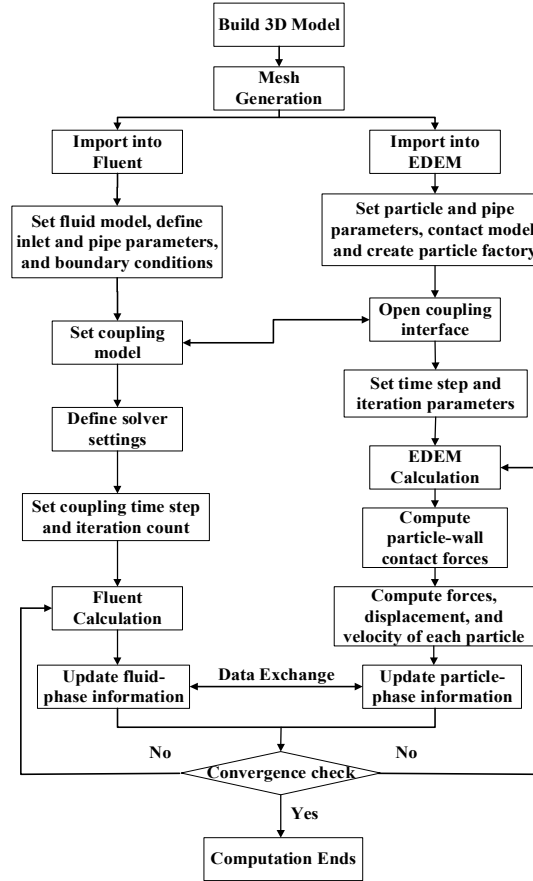 Build 3D Model
Mesh
Generation
Import into
Fluent
Import into
EDEM
Set fluid model, define
inlet and pipe parameters,
and boundary conditions
Set particle and pipe
parameters, contact model,
and create particle factory
Set coupling
model
Open coupling
interface
Define solver
settings
Set time step and
iteration parameters
Set coupling time step
and iteration count
EDEM
Calculation
Compute
particle-wall
contact forces
Fluent
Calculation
Compute forces,
displacement, and
velocity of each particle
Update fluid-
phase information
Data Exchange
Update particle-
phase information
No
Convergence check
No
Yes
Computation Ends